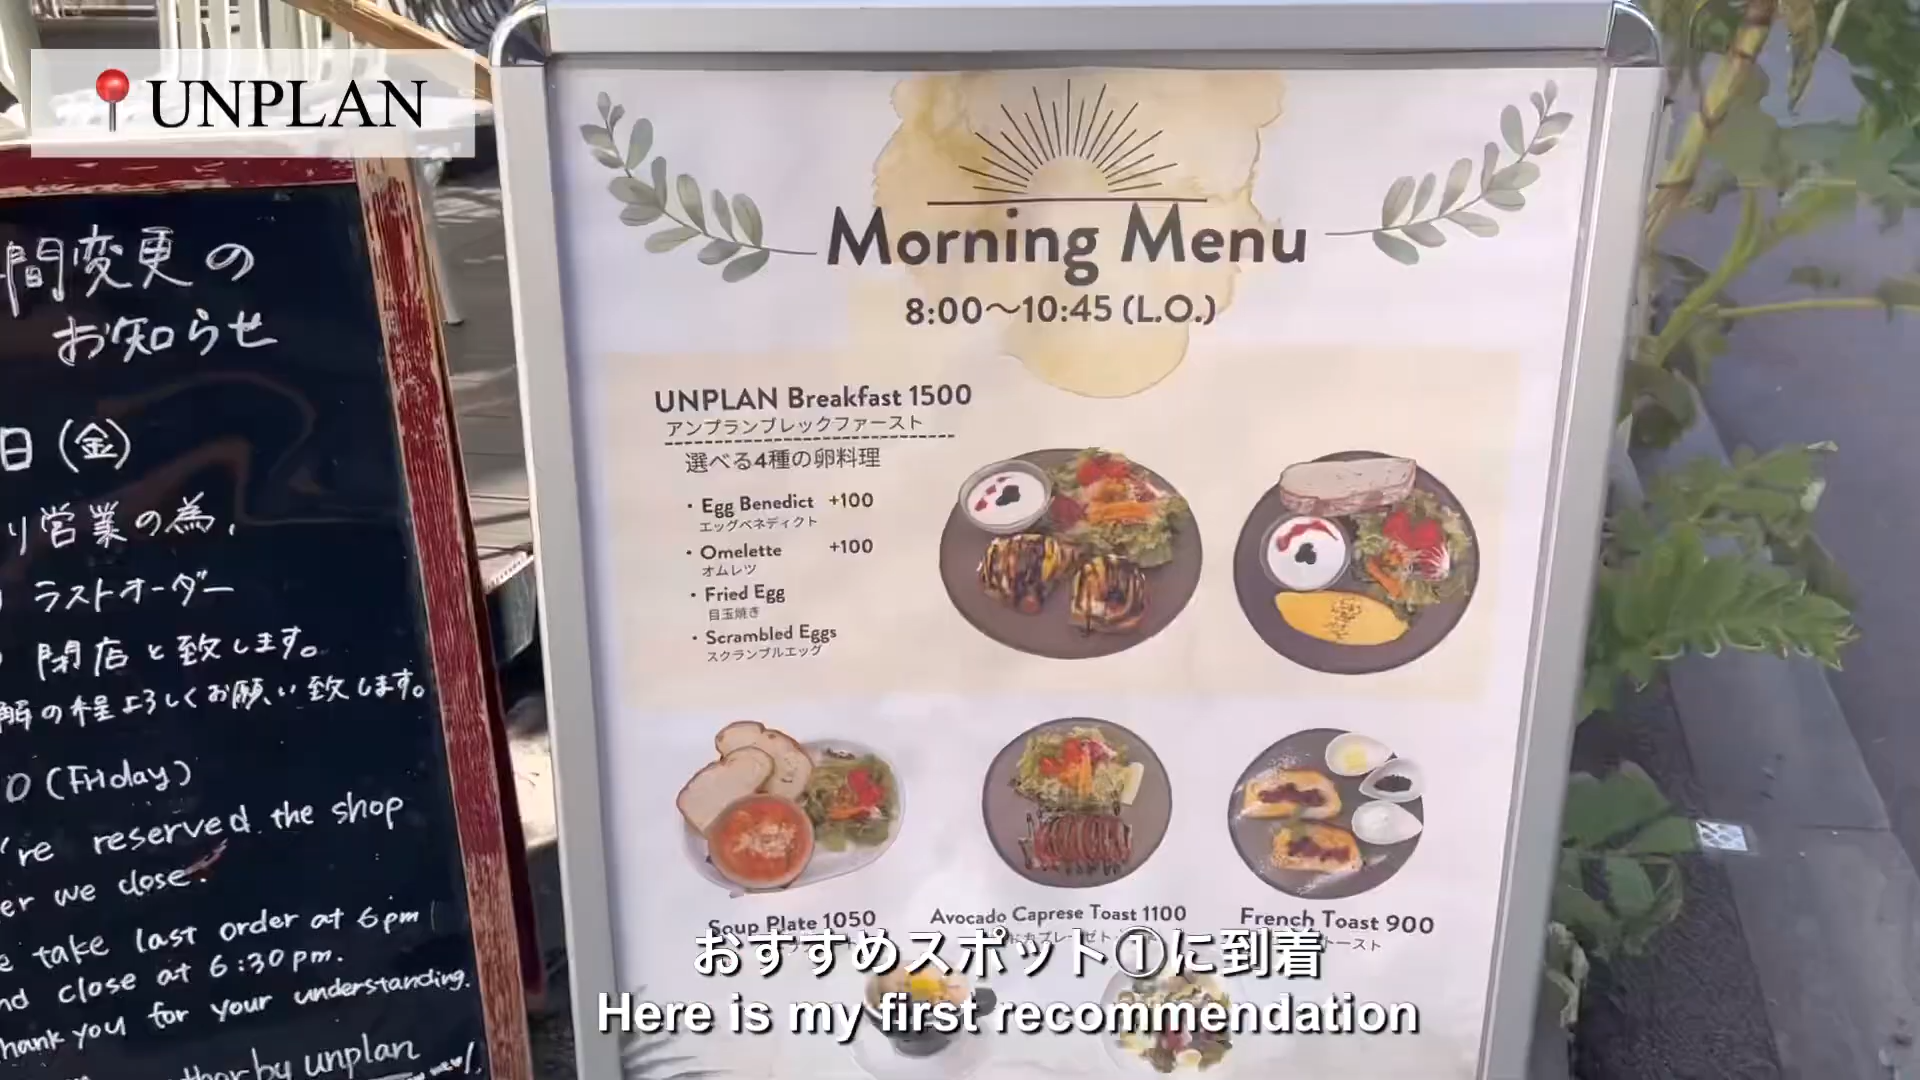 UNPLAN
間変更の
お知らせ
日(金)
り営業の為、
ラストオーダー
閉店と致します。
解の程よろしくお願い致します。
0 (Friday)
're reserved the shop
er we close.
e take last order at 6pm
nd close at 6:30pm.
hank you for your understanding.
by unplan
Morning Menu
8:00〜10:45 (L.O.)
UNPLAN Breakfast 1500
アンプランブレックファースト
選べる4種の卵料理
・Egg Benedict +100
エッグベネディクト
・Omelette +100
オムレツ
・Fried Egg
目玉焼き
・Scrambled Eggs
スクランブルエッグ
Soup Plate 1050
Avocado Caprese Toast 1100
French Toast 900
おすすめスポット①に到着
Here is my first recommendation